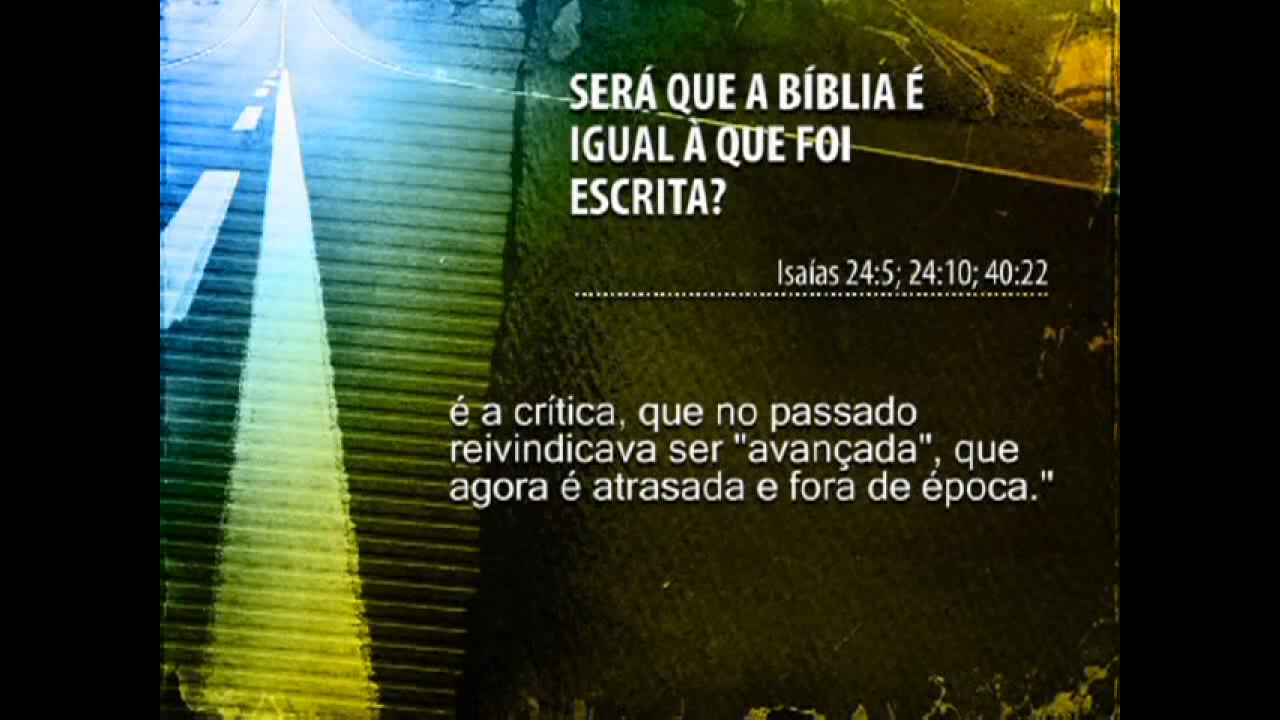 SERÁ QUE A BÍBLIA É
IGUAL À QUE FOI
ESCRITA?
Isaías 24:5; 24:10; 40:22
é a crítica, que no passado
reivindicava ser "avançada", que
agora é atrasada e fora de época."